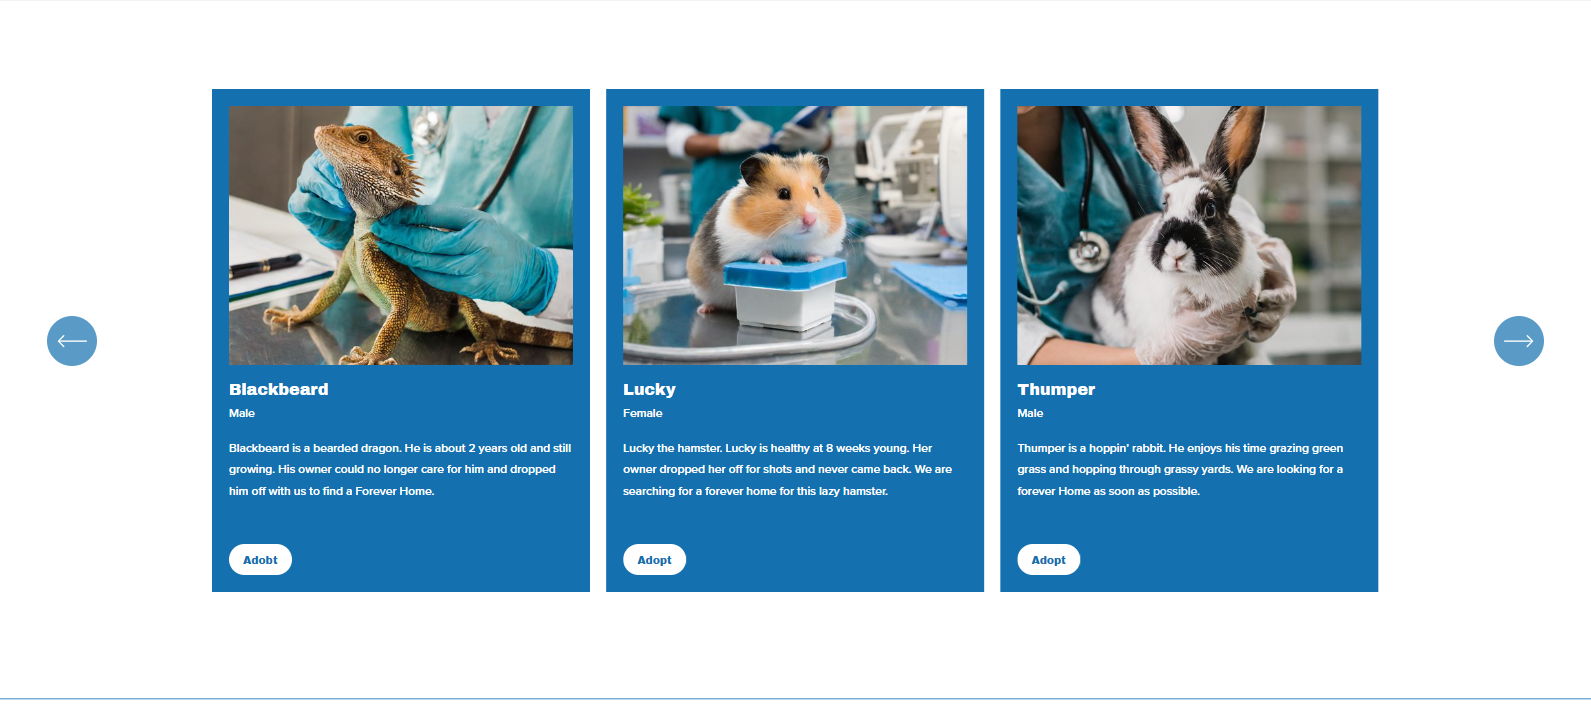 Blackbeard
Male
Blackbeard is a bearded dragon. He is about 2 years old and still
growing. His owner could no longer care for him and dropped
him off with us to find a Forever Home.
Adobt
Lucky
Female
Lucky the hamster. Lucky is healthy at 8 weeks young. Her
owner dropped her off for shots and never came back. We are
searching for a forever home for this lazy hamster.
Adopt
Thumper
Male
Thumper is a hoppin’ rabbit. He enjoys his time grazing green
grass and hopping through grassy yards. We are looking for a
forever Home as soon as possible.
Adopt